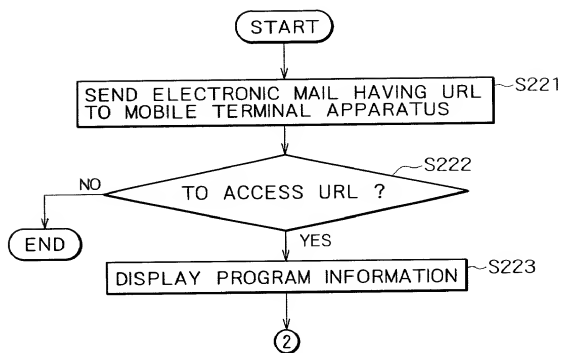 START
SEND ELECTRONIC MAIL HAVING URL
TO MOBILE TERMINAL APPARATUS
S221
S222
TO ACCESS URL ?
NO
END
YES
DISPLAY PROGRAM INFORMATION
S223
2